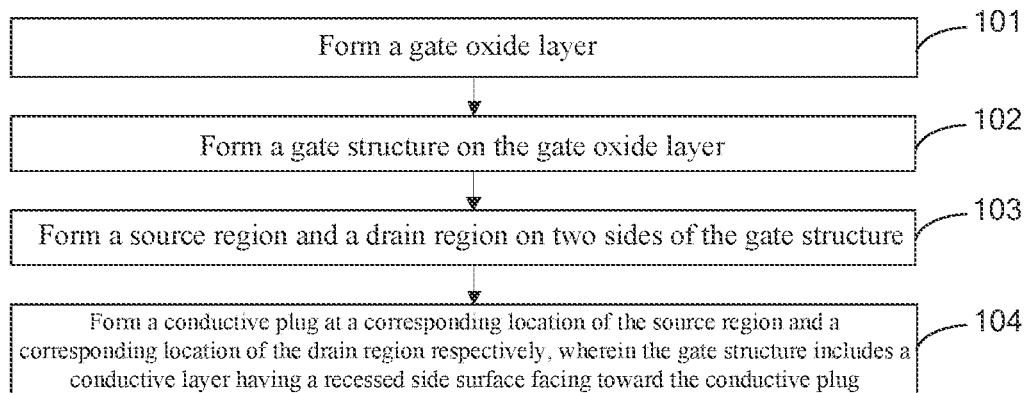 Form a gate oxide layer
101
Form a gate structure on the gate oxide layer
102
Form a source region and a drain region on two sides of the gate structure
103
Form a conductive plug at a corresponding location of the source region and a
corresponding location of the drain region respectively, wherein the gate structure includes a
conductive layer having a recessed side surface facing toward the conductive plug
104